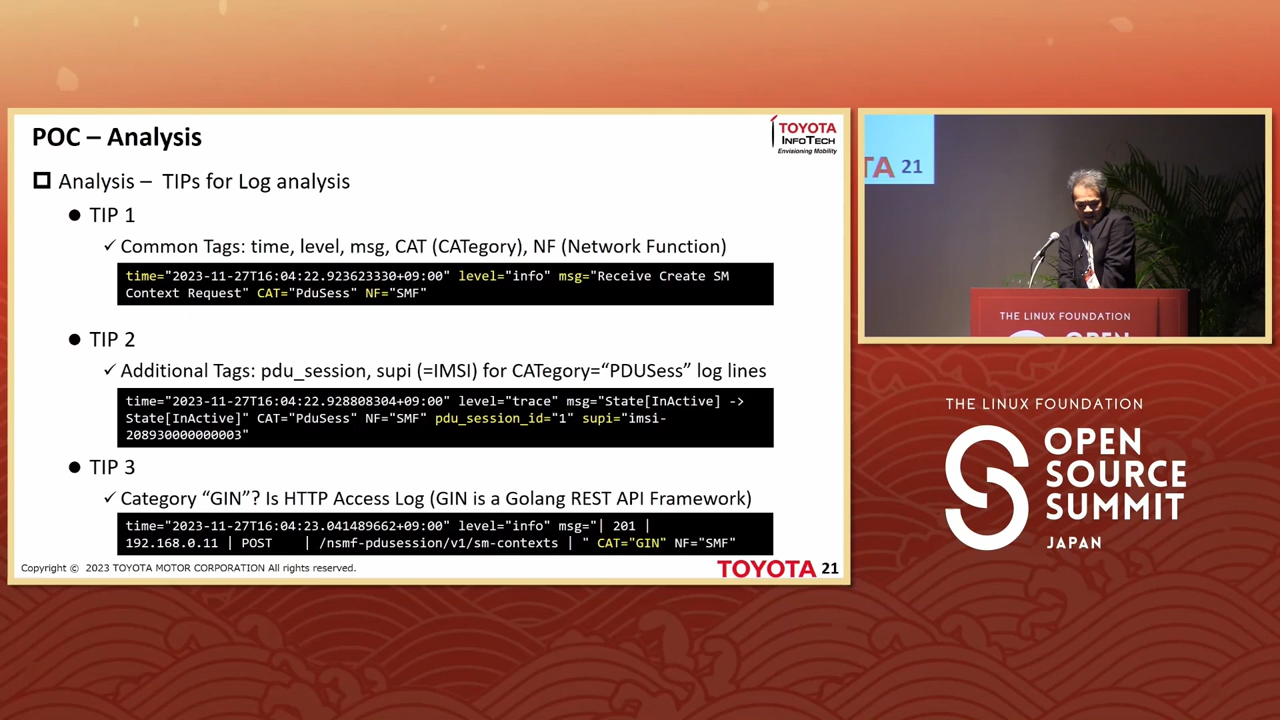 POC – Analysis
TOYOTA
INFOTECH
Envisioning Mobility
Analysis – TIPs for Log analysis
TIP 1
Common Tags: time, level, msg, CAT (CATegory), NF (Network Function)
time="2023-11-27T16:04:22.923623330+09:00" level="info" msg="Receive Create SM
Context Request" CAT="PduSess" NF="SMF"
TIP 2
Additional Tags: pdu_session, supi (=IMSI) for CATegory=“PDUSess” log lines
time="2023-11-27T16:04:22.928808304+09:00" level="trace" msg="State[InActive] ->
State[InActive]" CAT="PduSess" NF="SMF" pdu_session_id="1" supi="imsi-
208930000000003"
TIP 3
Category “GIN”? Is HTTP Access Log (GIN is a Golang REST API Framework)
time="2023-11-27T16:04:23.041489662+09:00" level="info" msg="| 201 |
192.168.0.11 | POST | /nsmf-pdusession/v1/sm-contexts | " CAT="GIN" NF="SMF"
Copyright © 2023 TOYOTA MOTOR CORPORATION All rights reserved.
TOYOTA 21
TA 21
THE LINUX FOUNDATION
OPEN
THE LINUX FOUNDATION
OPEN
SOURCE
SUMMIT
JAPAN